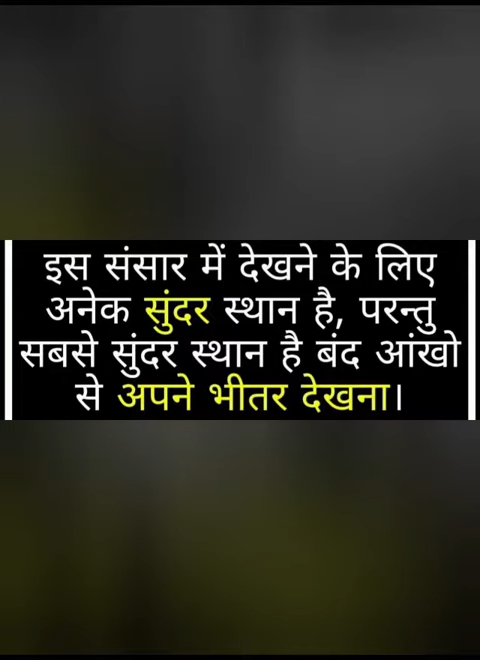 इस संसार में देखने के लिए
अनेक सुंदर स्थान है, परन्तु
सबसे सुंदर स्थान है बंद आंखो
से अपने भीतर देखना।